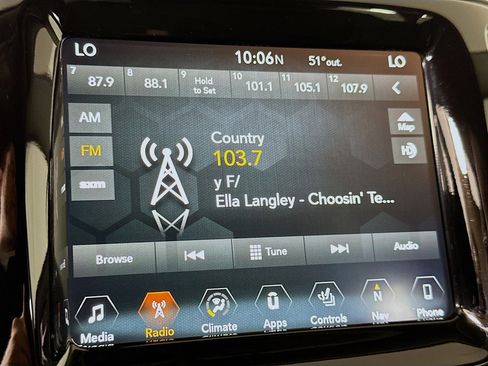 LO 10:06N 51°out. LO
7 87.9 8 88.1 9 Hold to Set 10 101.1 11 105.1 12 107.9
AM
Map
Country
FM
103.7
HD
y F/
sxm
Ella Langley - Choosin' Te...
Browse Tune Audio
Media Radio Climate Apps Controls Nav Phone
N